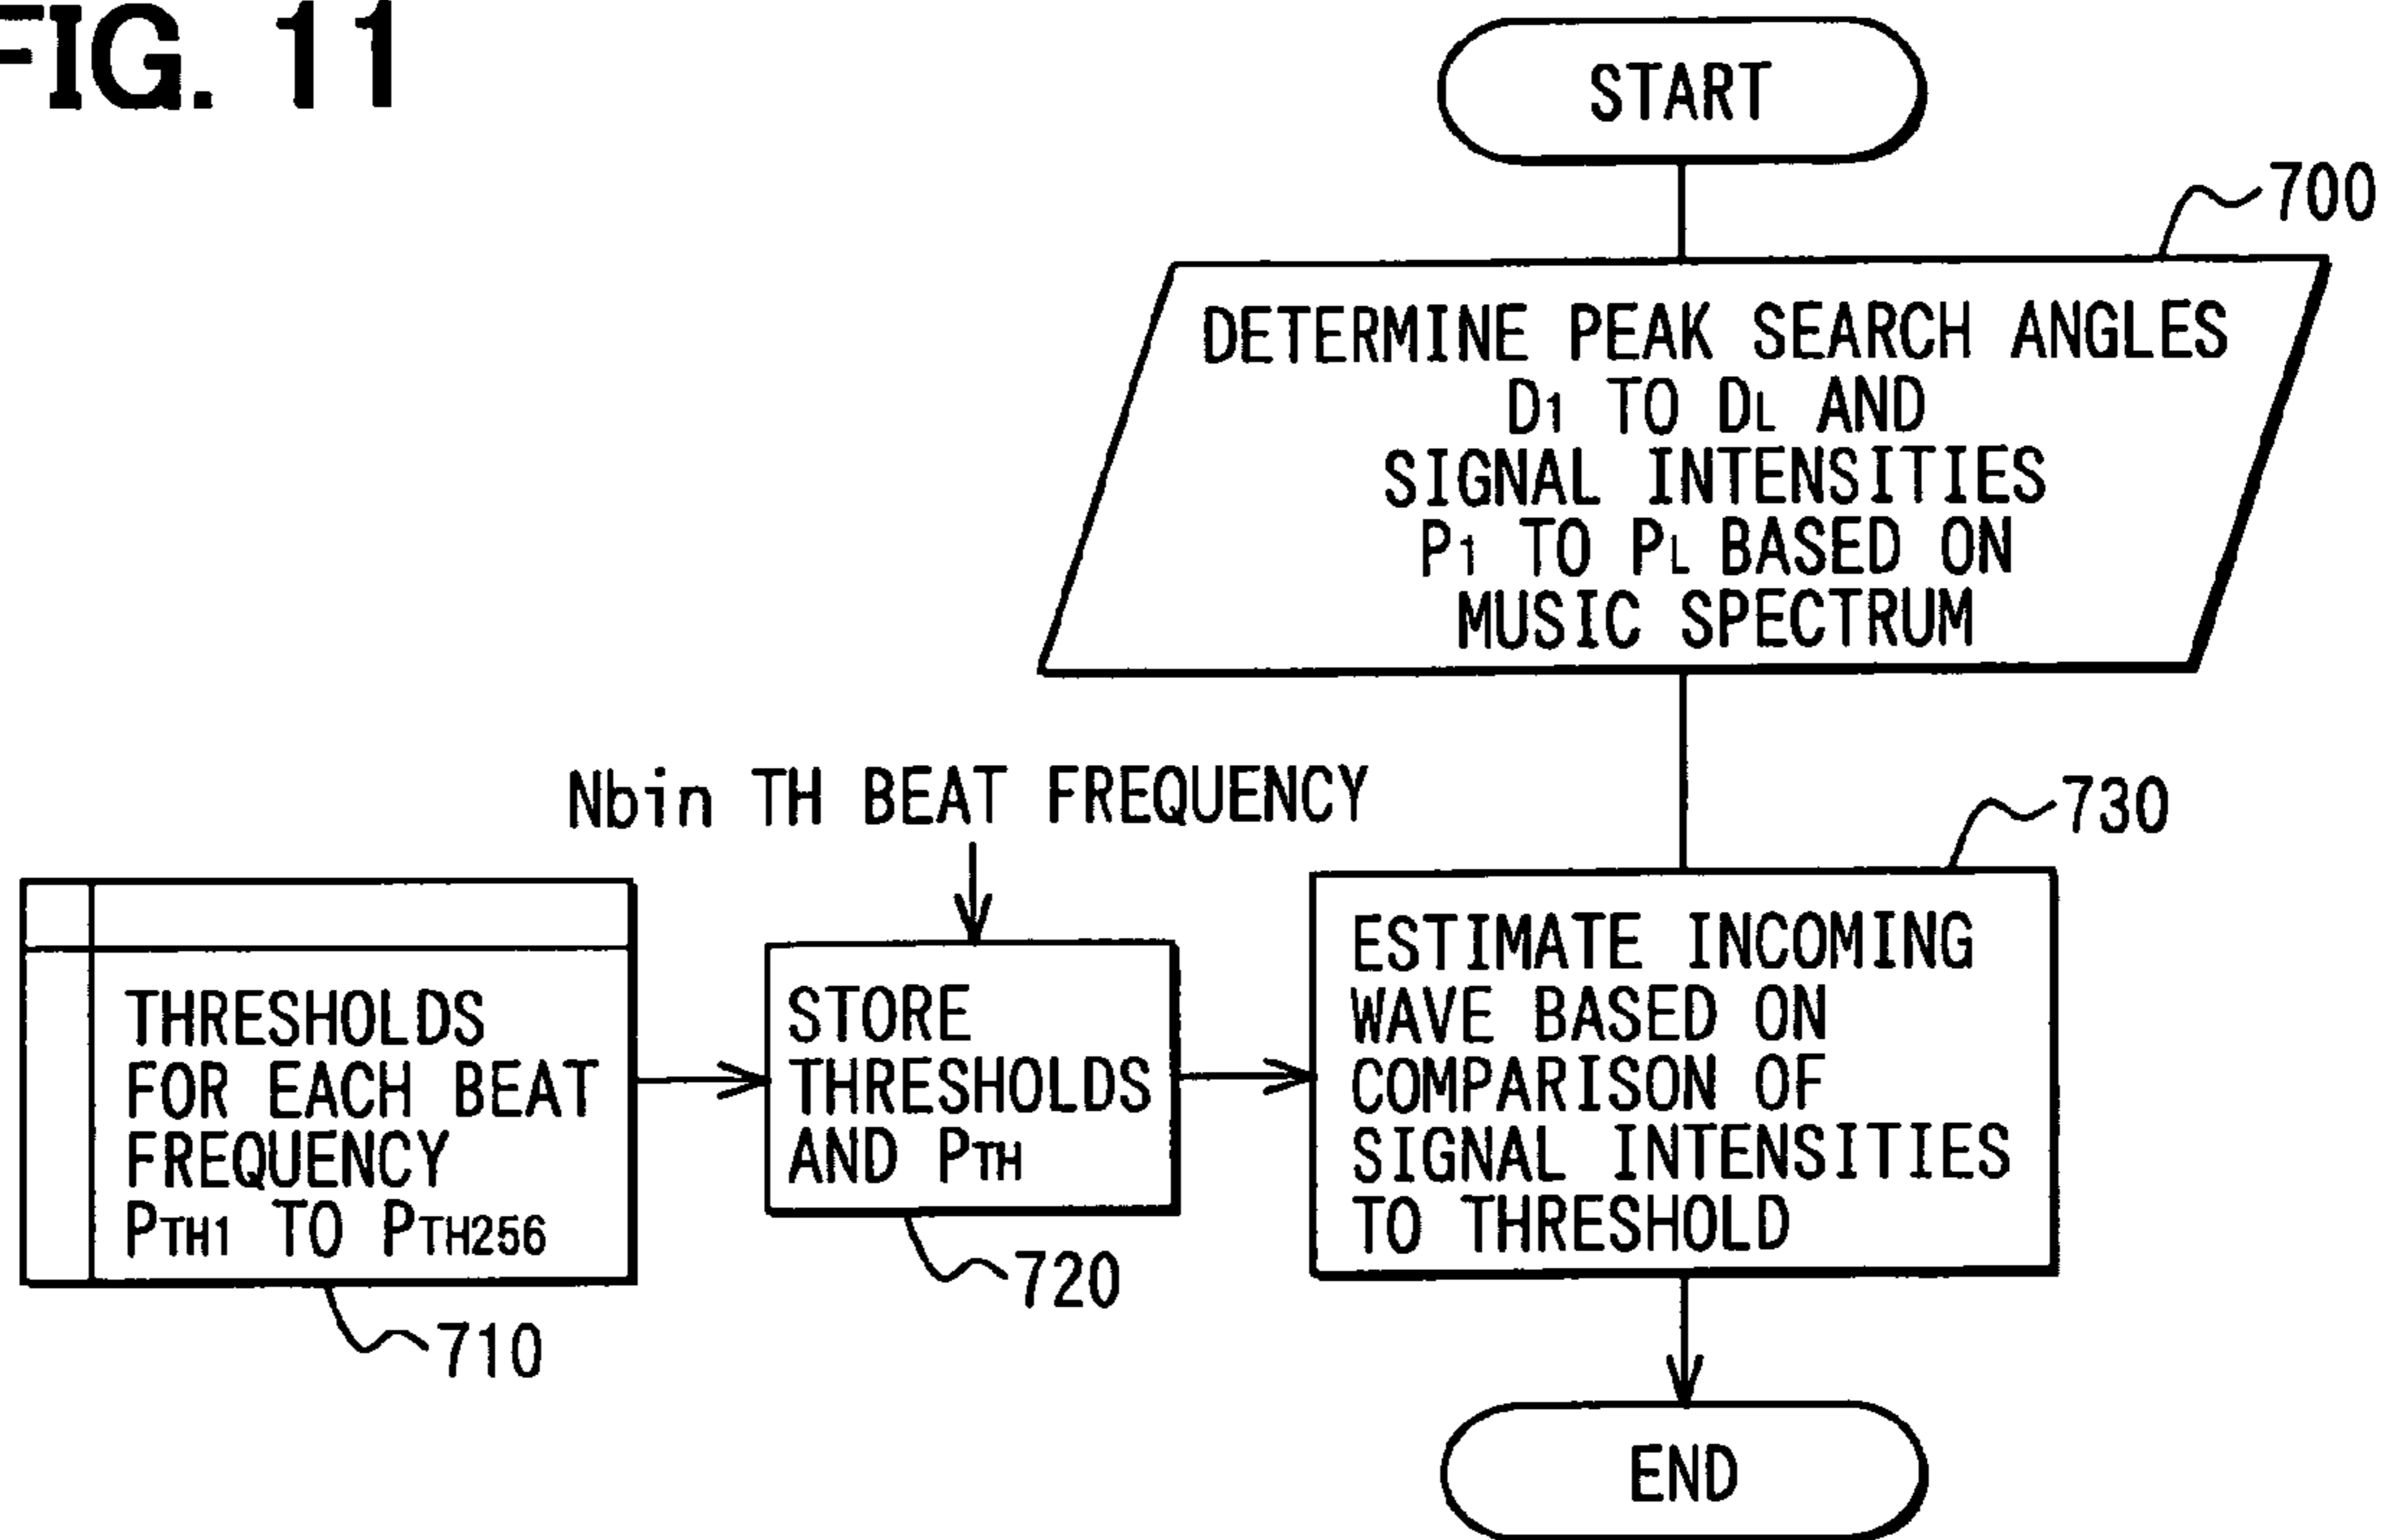 FIG. 11
START
700
DETERMINE PEAK SEARCH ANGLES
D1 TO DL AND
SIGNAL INTENSITIES
P1 TO PL BASED ON
MUSIC SPECTRUM
Nbin TH BEAT FREQUENCY
730
THRESHOLDS
FOR EACH BEAT
FREQUENCY
PTH1 TO PTH256
710
STORE
THRESHOLDS
AND PTH
720
ESTIMATE INCOMING
WAVE BASED ON
COMPARISON OF
SIGNAL INTENSITIES
TO THRESHOLD
END